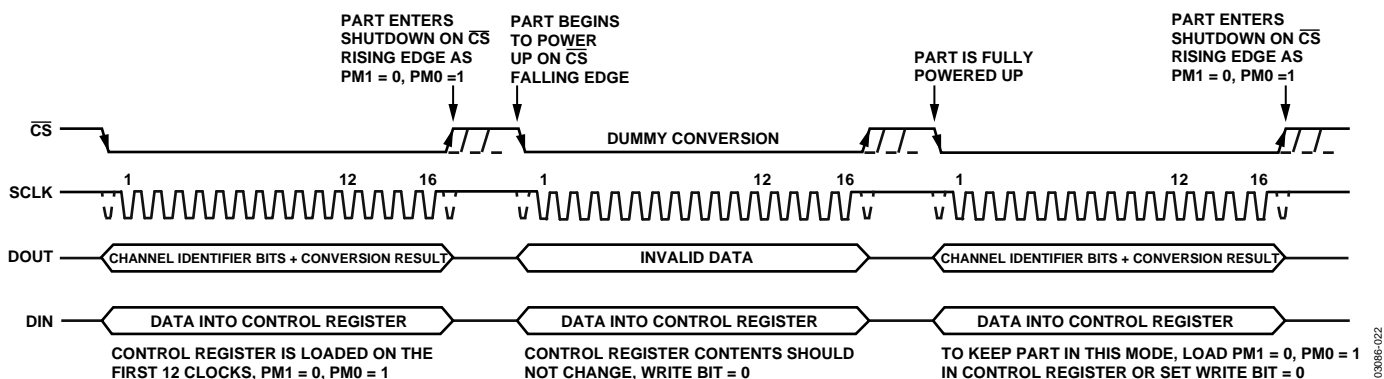 PART ENTERS
SHUTDOWN ON CS
RISING EDGE AS
PM1 = 0, PM0 =1
PART BEGINS
TO POWER
UP ON CS
FALLING EDGE
PART IS FULLY
POWERED UP
PART ENTERS
SHUTDOWN ON CS
RISING EDGE AS
PM1 = 0, PM0 =1
CS
DUMMY CONVERSION
SCLK
1 12 16
1 12 16
1 12 16
DOUT
CHANNEL IDENTIFIER BITS + CONVERSION RESULT
INVALID DATA
CHANNEL IDENTIFIER BITS + CONVERSION RESULT
DIN
DATA INTO CONTROL REGISTER
DATA INTO CONTROL REGISTER
DATA INTO CONTROL REGISTER
CONTROL REGISTER IS LOADED ON THE
FIRST 12 CLOCKS, PM1 = 0, PM0 = 1
CONTROL REGISTER CONTENTS SHOULD
NOT CHANGE, WRITE BIT = 0
TO KEEP PART IN THIS MODE, LOAD PM1 = 0, PM0 = 1
IN CONTROL REGISTER OR SET WRITE BIT = 0
03086-022